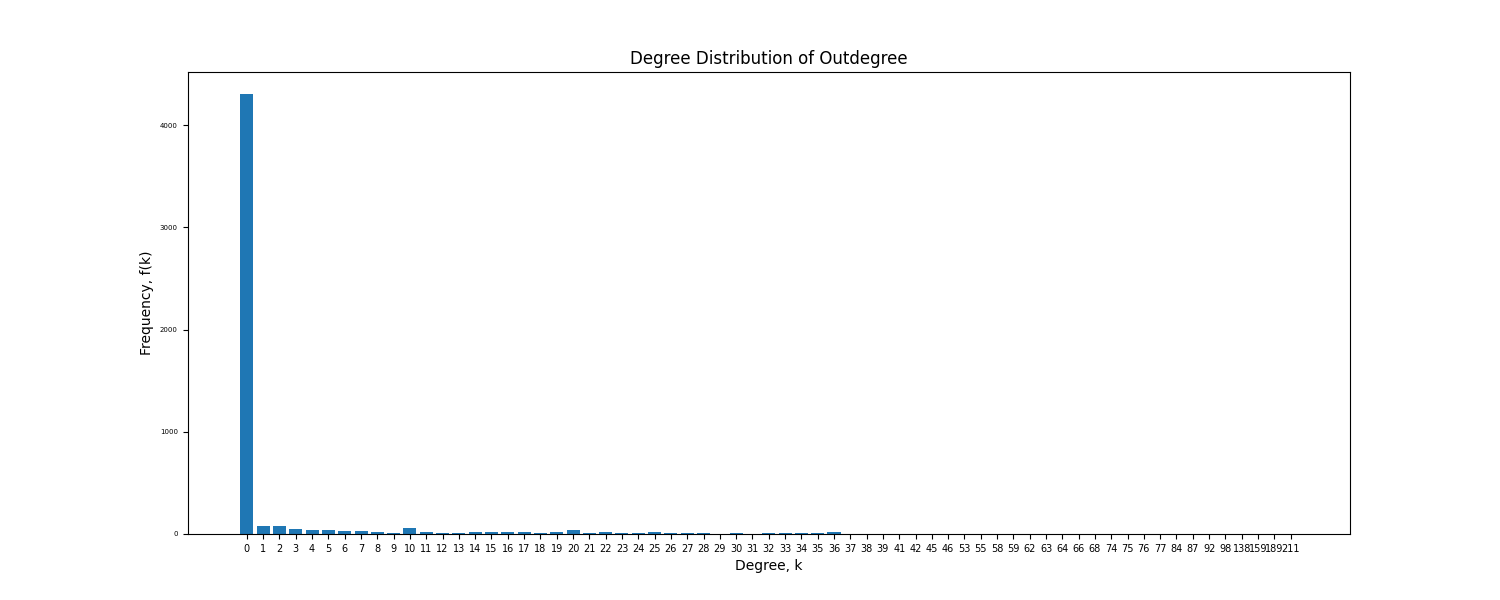 Degree Distribution of Outdegree
Frequency, f(k)
4000
3000
2000
1000
0
0 1 2 3 4 5 6 7 8 9 10 11 12 13 14 15 16 17 18 19 20 21 22 23 24 25 26 27 28 29 30 31 32 33 34 35 36 37 38 39 41 42 45 46 53 55 58 59 62 63 64 66 68 74 75 76 77 84 87 92 98 138 159 189 211
Degree, k